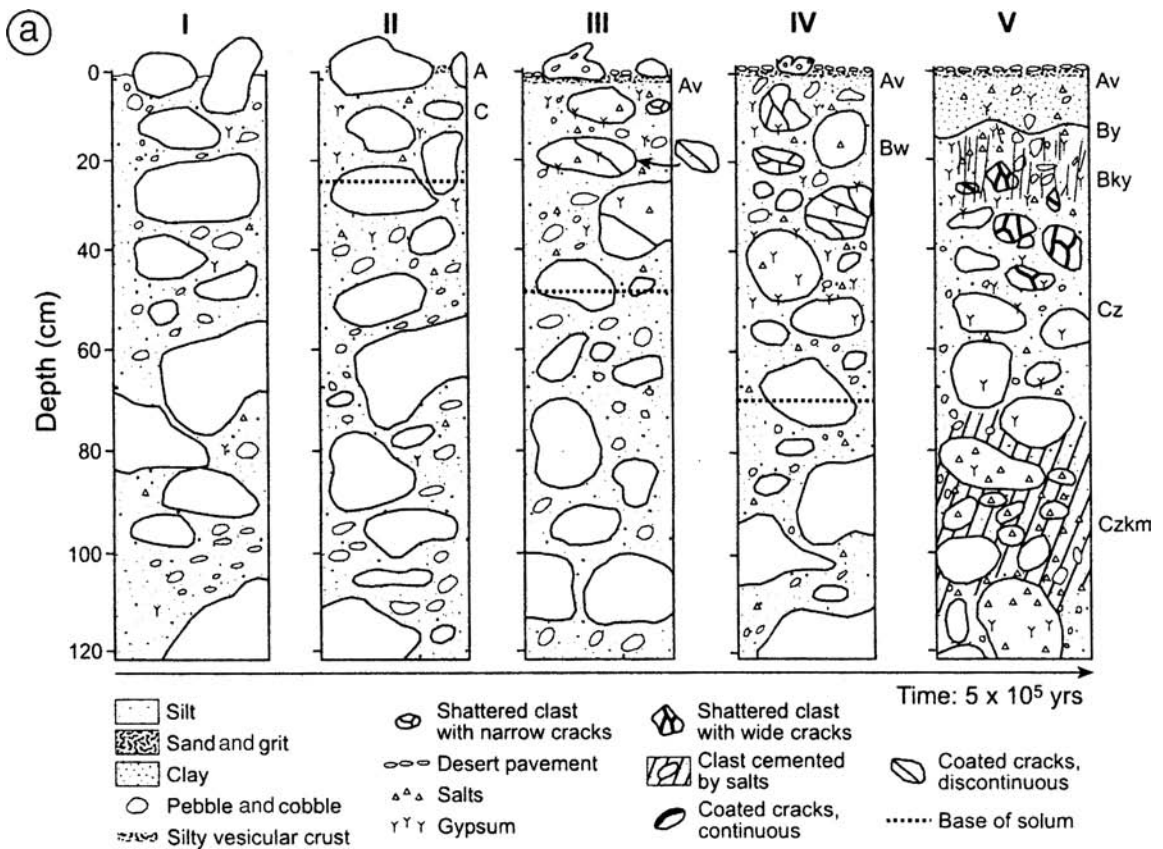 a
I II III IV V
Depth (cm)
0
20
40
60
80
100
120
A
C
Av
Av
Bw
Av
By
Bky
Cz
Czkm
Time: 5 x 10⁵ yrs
Silt
Sand and grit
Clay
Pebble and cobble
Silty vesicular crust
Shattered clast
with narrow cracks
Desert pavement
Salts
Gypsum
Shattered clast
with wide cracks
Clast cemented
by salts
Coated cracks,
continuous
Coated cracks,
discontinuous
Base of solum